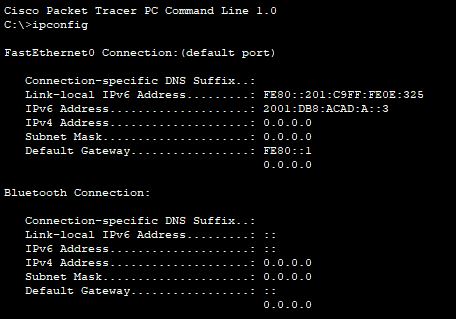 Cisco Packet Tracer PC Command Line 1.0
C:\>ipconfig
FastEthernet0 Connection:(default port)
Connection-specific DNS Suffix..:
Link-local IPv6 Address.........: FE80::201:C9FF:FE0E:325
IPv6 Address....................: 2001:DB8:ACAD:A::3
IPv4 Address....................: 0.0.0.0
Subnet Mask.....................: 0.0.0.0
Default Gateway.................: FE80::1
0.0.0.0
Bluetooth Connection:
Connection-specific DNS Suffix..:
Link-local IPv6 Address.........: ::
IPv6 Address....................: ::
IPv4 Address....................: 0.0.0.0
Subnet Mask.....................: 0.0.0.0
Default Gateway.................: ::
0.0.0.0